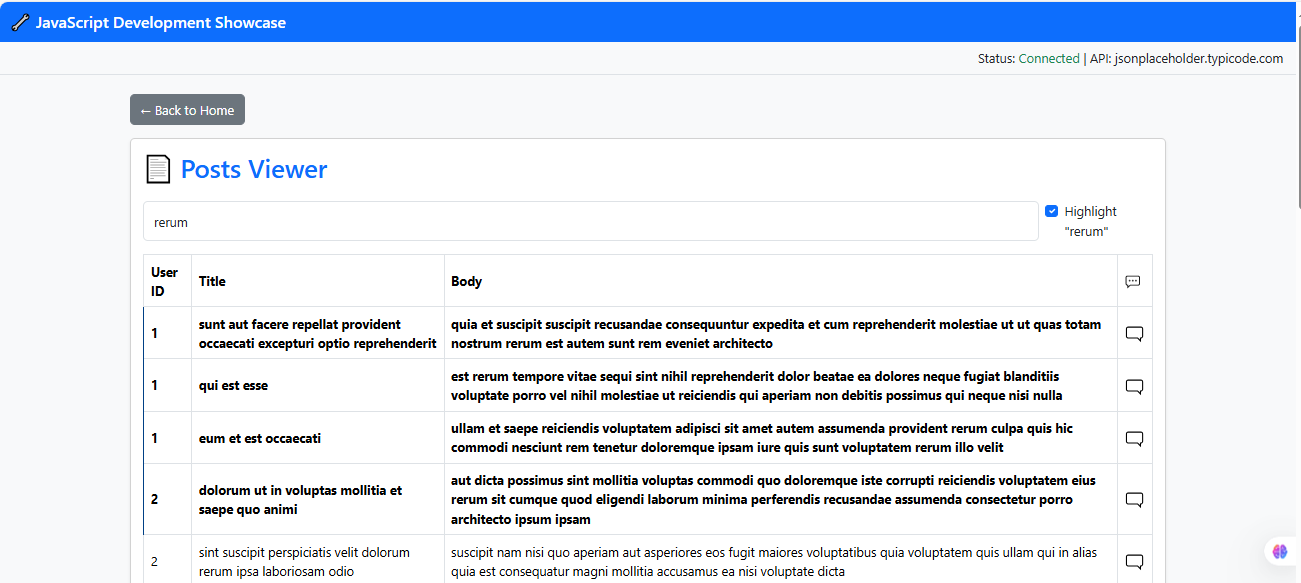 JavaScript Development Showcase
Status: Connected | API: jsonplaceholder.typicode.com
← Back to Home
Posts Viewer
rerum
Highlight
"rerum"
User
ID
Title
Body
1
sunt aut facere repellat provident
occaecati excepturi optio reprehenderit
quia et suscipit suscipit recusandae consequuntur expedita et cum reprehenderit molestiae ut ut quas totam
nostrum rerum est autem sunt rem eveniet architecto
1
qui est esse
est rerum tempore vitae sequi sint nihil reprehenderit dolor beatae ea dolores neque fugiat blanditiis
voluptate porro vel nihil molestiae ut reiciendis qui aperiam non debitis possimus qui neque nisi nulla
1
eum et est occaecati
ullam et saepe reiciendis voluptatem adipisci sit amet autem assumenda provident rerum culpa quis hic
commodi nesciunt rem tenetur doloremque ipsam iure quis sunt voluptatem rerum illo velit
2
dolorum ut in voluptas mollitia et
saepe quo animi
aut dicta possimus sint mollitia voluptas commodi quo doloremque iste corrupti reiciendis voluptatem eius
rerum sit cumque quod eligendi laborum minima perferendis recusandae assumenda consectetur porro
architecto ipsum ipsam
2
sint suscipit perspiciatis velit dolorum
rerum ipsa laboriosam odio
suscipit nam nisi quo aperiam aut asperiores eos fugit maiores voluptatibus quia voluptatem quis ullam qui in alias
quia est consequatur magni mollitia accusamus ea nisi voluptate dicta